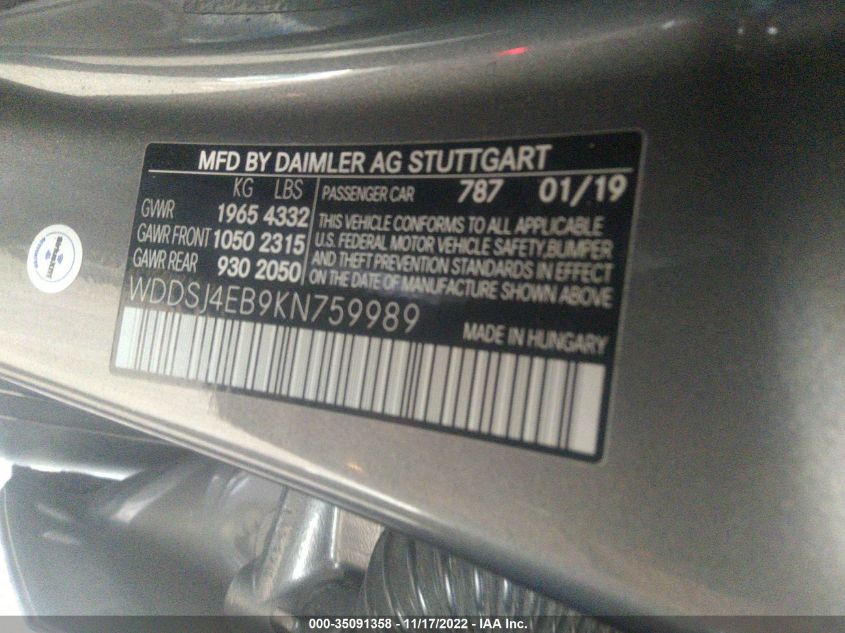 MFD BY DAIMLER AG STUTTGART
KG LBS
GVWR 1965 4332
GAWR FRONT 1050 2315
GAWR REAR 930 2050
PASSENGER CAR 787 01/19
THIS VEHICLE CONFORMS TO ALL APPLICABLE
U.S. FEDERAL MOTOR VEHICLE SAFETY, BUMPER
AND THEFT PREVENTION STANDARDS IN EFFECT
ON THE DATE OF MANUFACTURE SHOWN ABOVE
WDDSJ4EB9KN759989
MADE IN HUNGARY
000-35091358 - 11/17/2022 - IAA Inc.